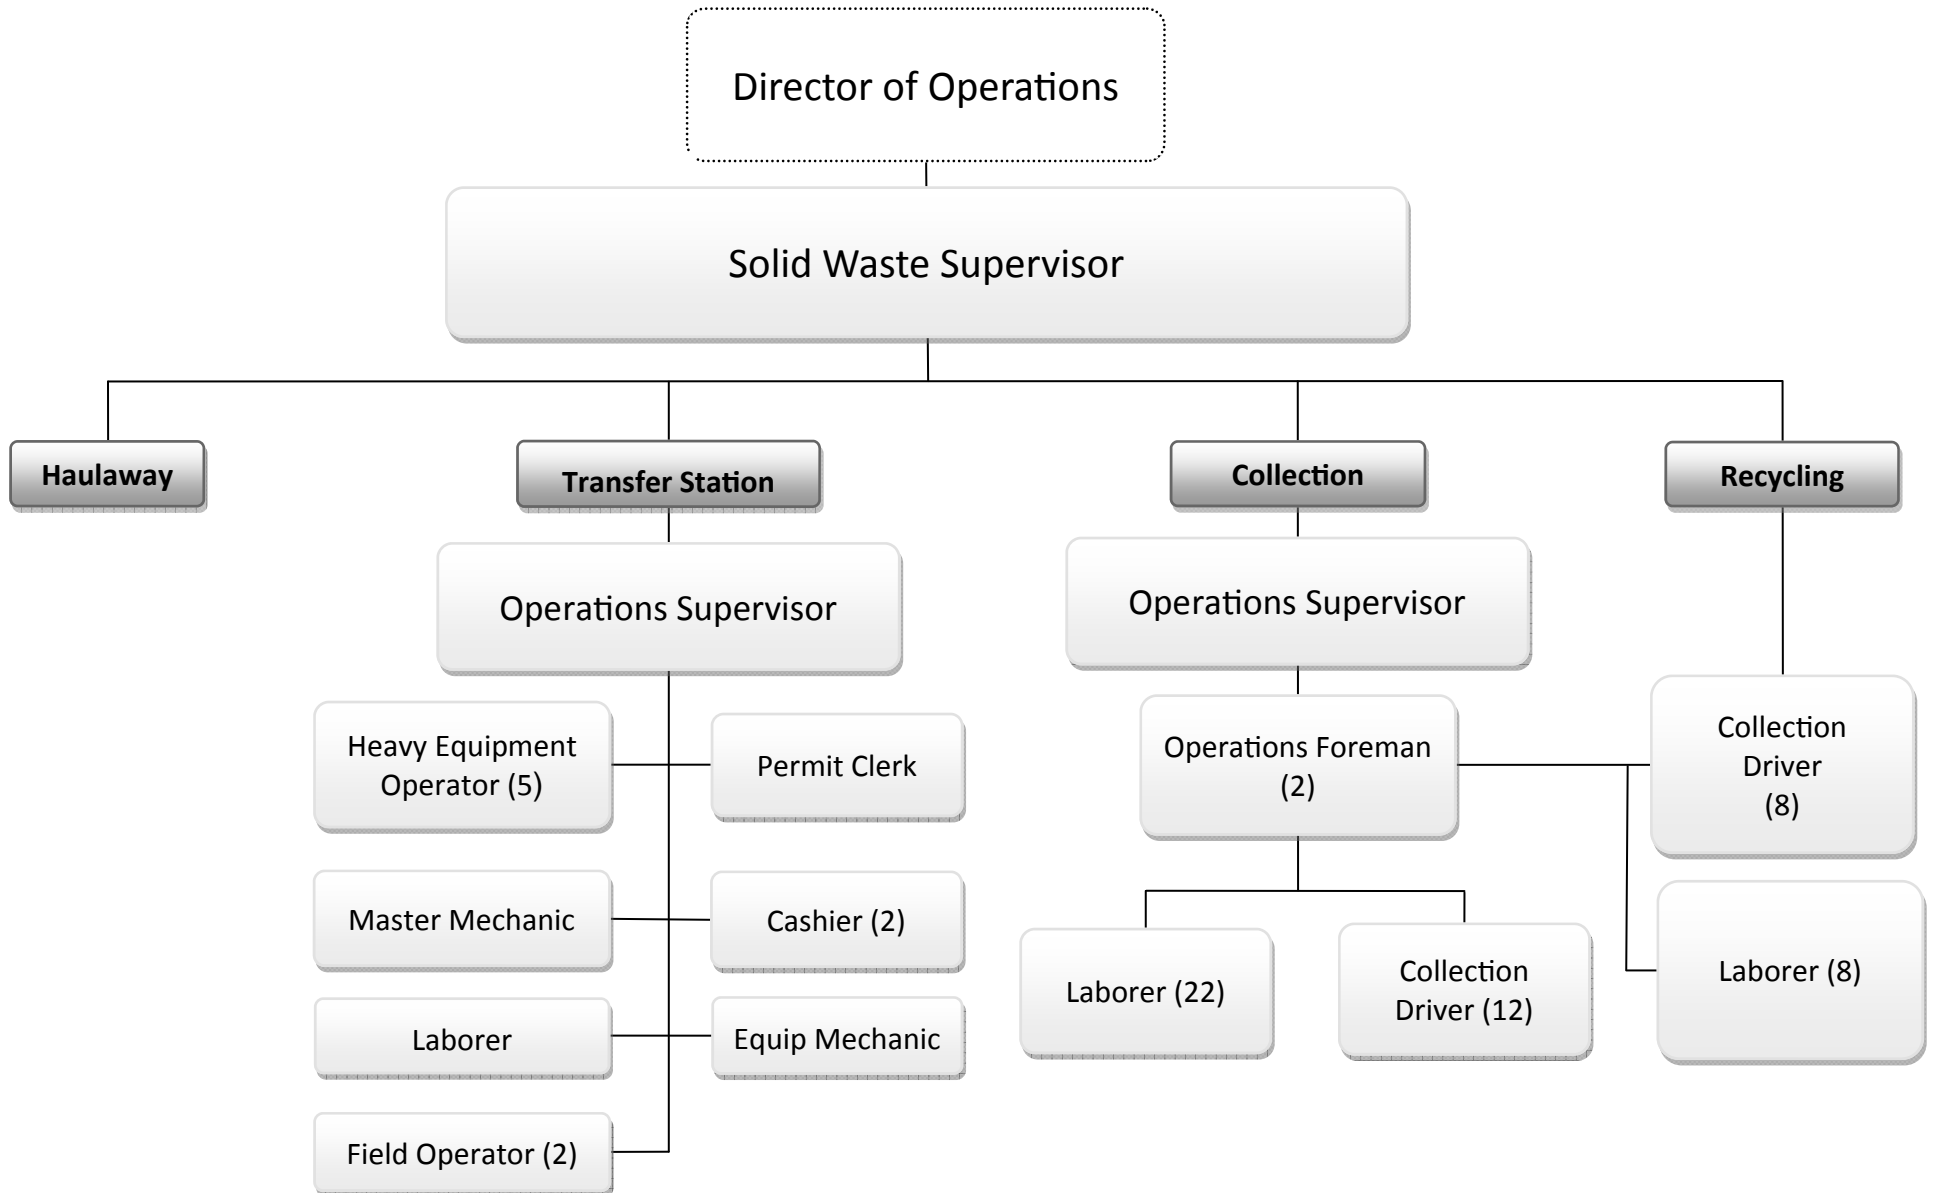 Director of Operations
Solid Waste Supervisor
Haulaway
Transfer Station
Collection
Recycling
Operations Supervisor
Operations Supervisor
Heavy Equipment
Operator (5)
Permit Clerk
Operations Foreman
(2)
Collection
Driver
(8)
Master Mechanic
Cashier (2)
Laborer (22)
Collection
Driver (12)
Laborer (8)
Laborer
Equip Mechanic
Field Operator (2)